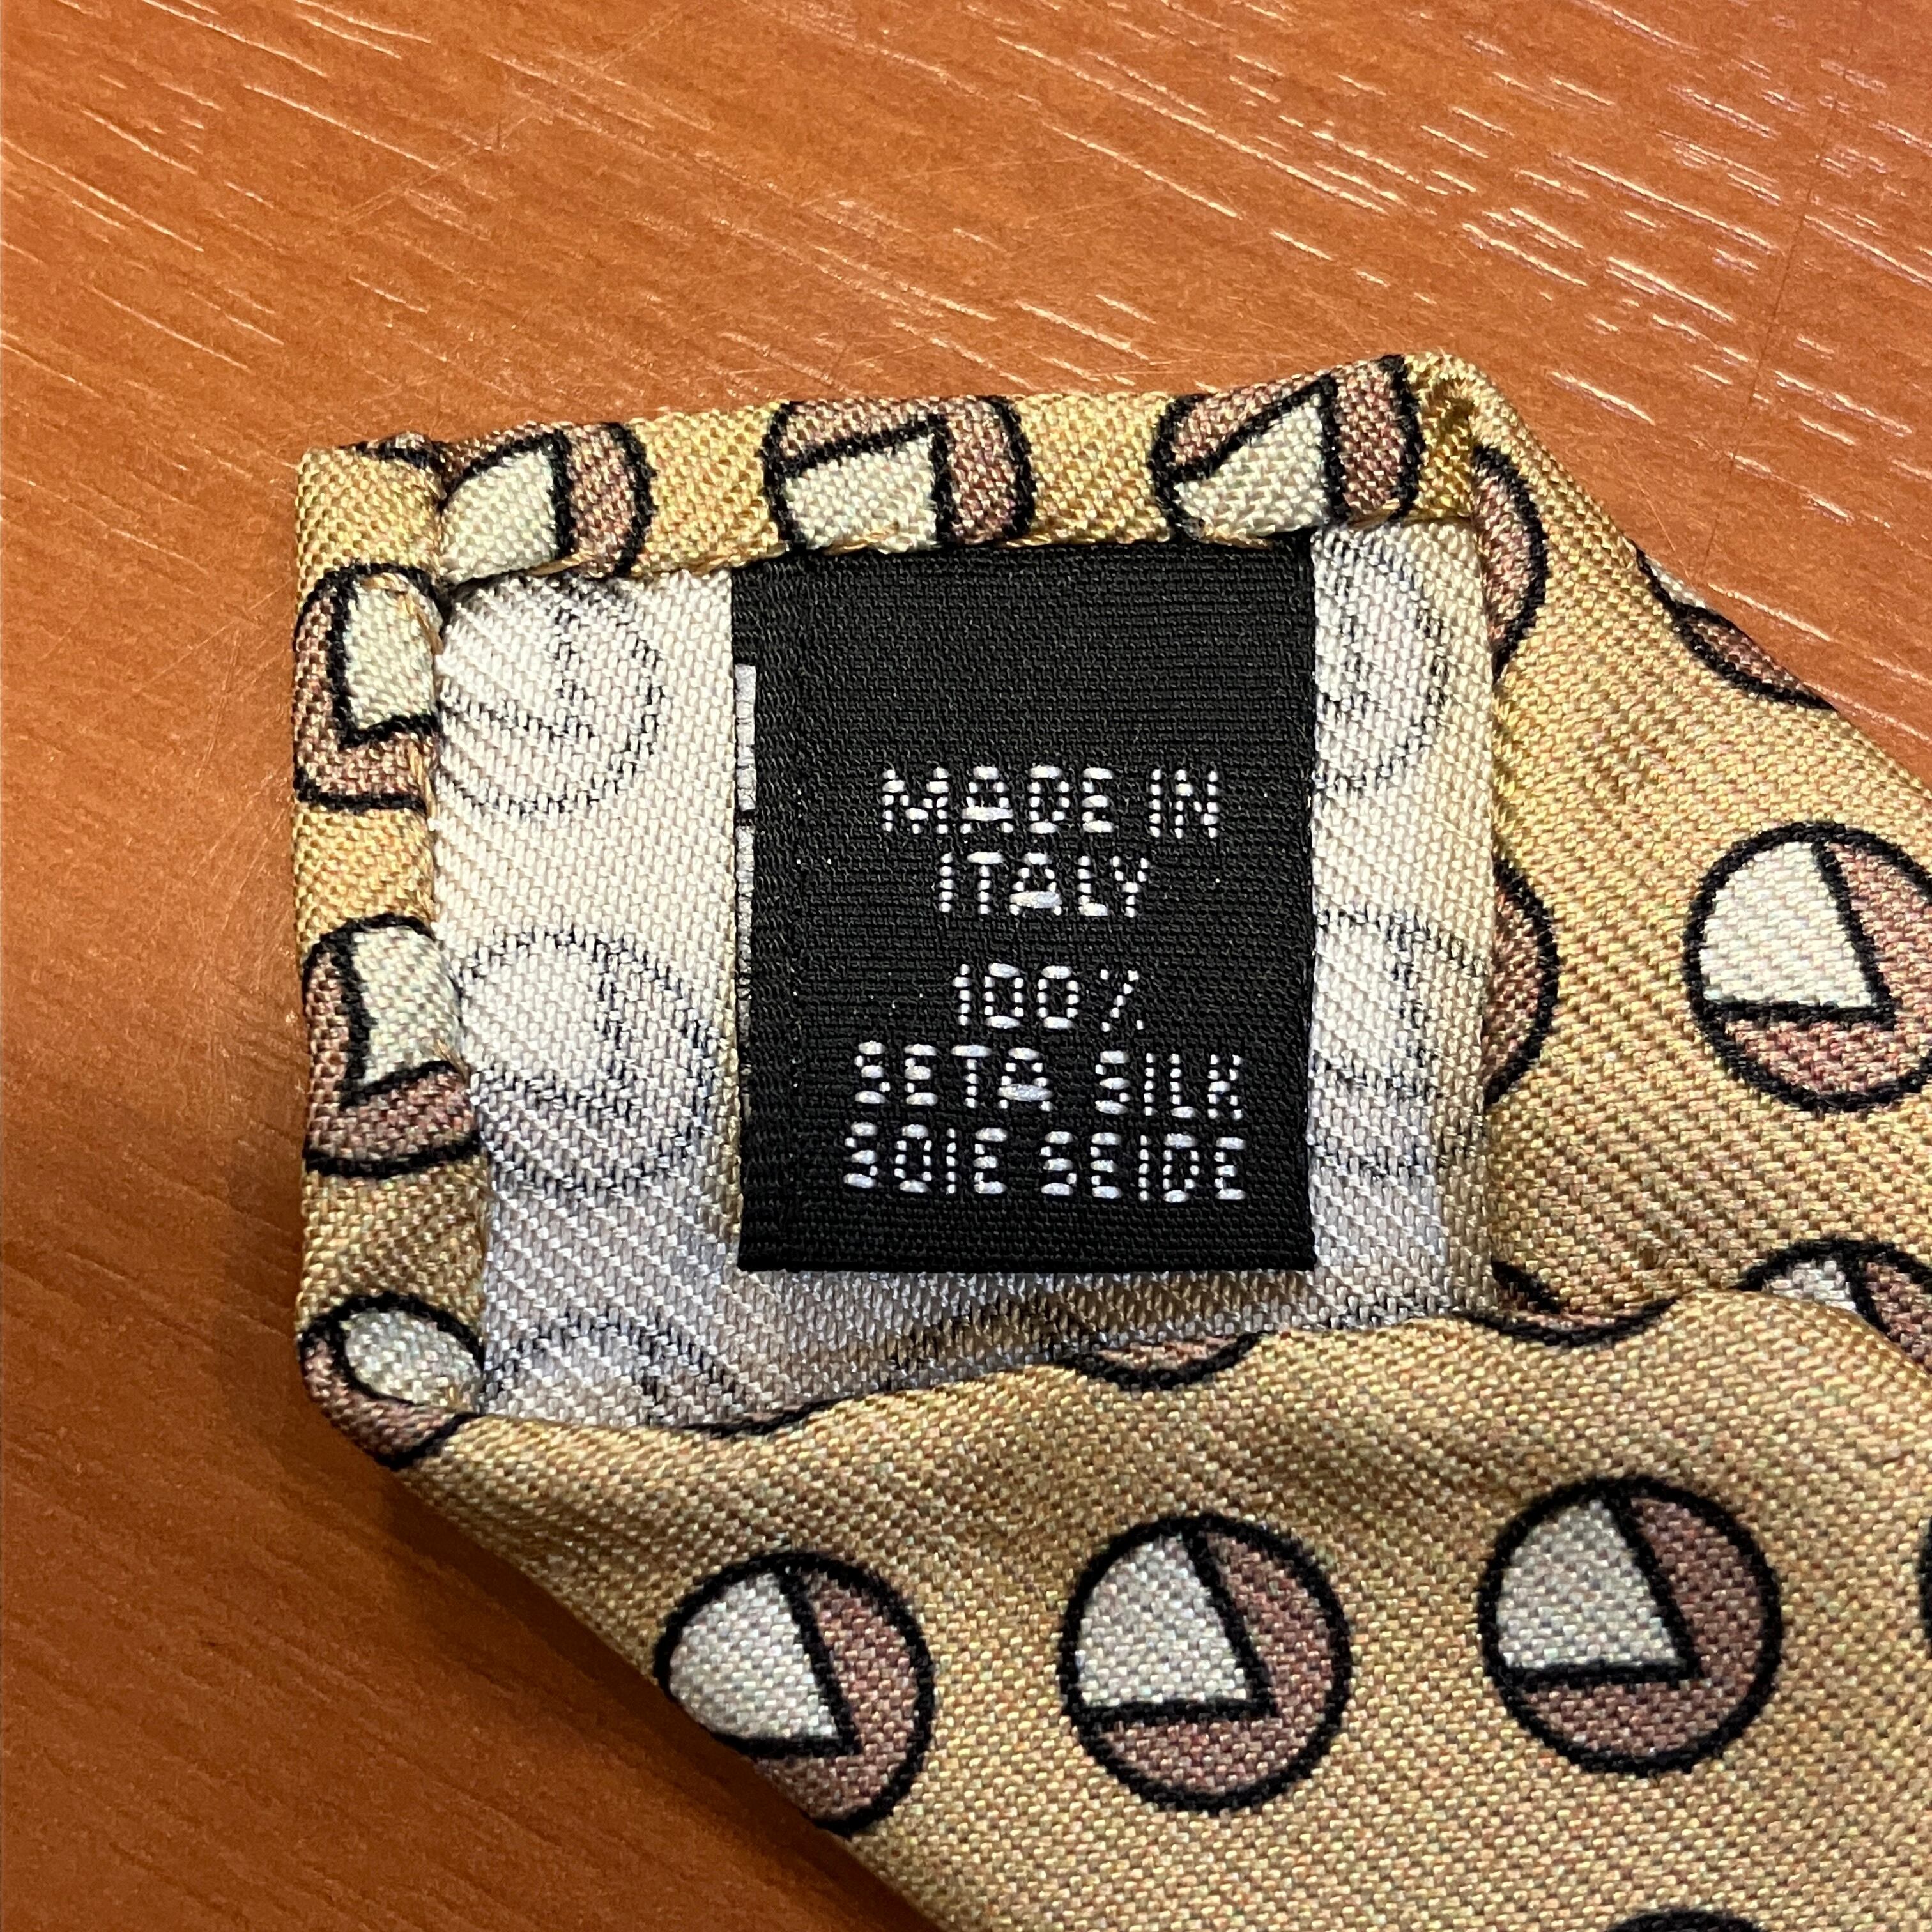 MADE IN
ITALY
100%
SETA SILK
SOIE SEIDE